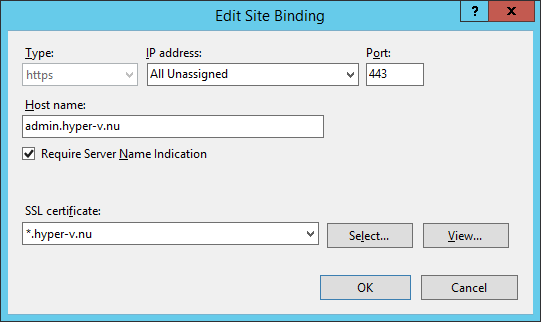 Edit Site Binding
? x
Type: IP address: Port:
https All Unassigned 443
Host name:
admin.hyper-v.nu
Require Server Name Indication
SSL certificate:
*.hyper-v.nu Select... View...
OK Cancel